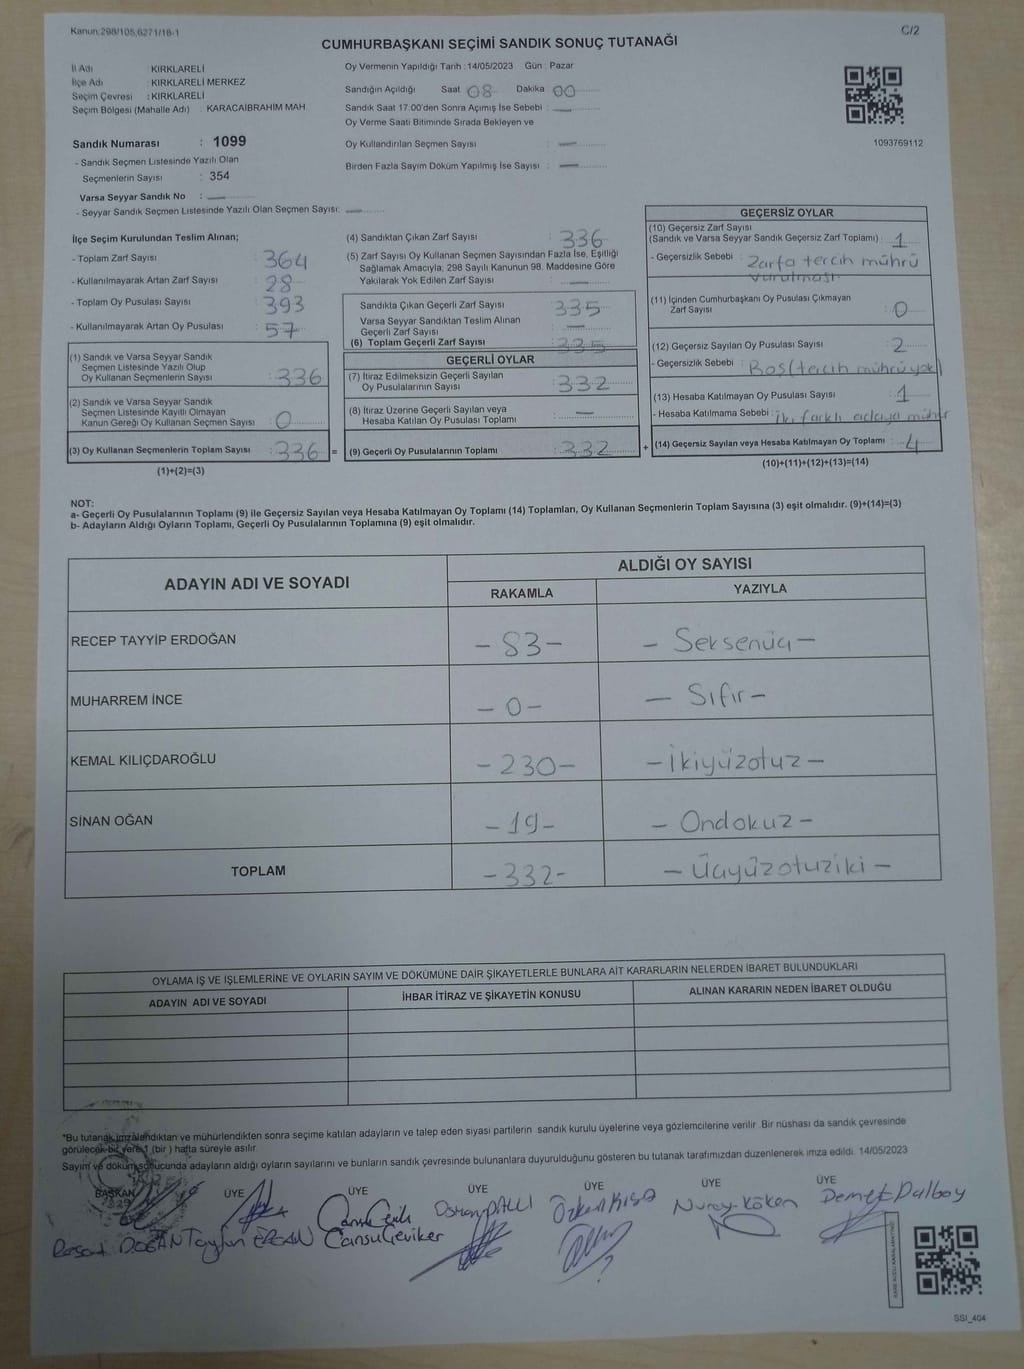 Kanun:298/105,6271/18-1
C/2
CUMHURBAŞKANI SEÇİMİ SANDIK SONUÇ TUTANAĞI
İl Adı : KIRKLARELİ
İlçe Adı : KIRKLARELİ MERKEZ
Seçim Çevresi : KIRKLARELİ
Seçim Bölgesi (Mahalle Adı) : KARACAİBRAHİM MAH.
Sandık Numarası : 1099
- Sandık Seçmen Listesinde Yazılı Olan
Seçmenlerin Sayısı : 354
Varsa Seyyar Sandık No : —
- Seyyar Sandık Seçmen Listesinde Yazılı Olan Seçmen Sayısı: —
Oy Vermenin Yapıldığı Tarih :14/05/2023 Gün : Pazar
Sandığın Açıldığı Saat 08 Dakika 00
Sandık Saat 17.00'den Sonra Açımış İse Sebebi : —
Oy Verme Saati Bitiminde Sırada Bekleyen ve
Oy Kullandırılan Seçmen Sayısı : —
Birden Fazla Sayım Döküm Yapılmış İse Sayısı : —
1093769112
İlçe Seçim Kurulundan Teslim Alınan;
- Toplam Zarf Sayısı : 364
- Kullanılmayarak Artan Zarf Sayısı : 28
- Toplam Oy Pusulası Sayısı : 393
- Kullanılmayarak Artan Oy Pusulası : 57
(1) Sandık ve Varsa Seyyar Sandık
Seçmen Listesinde Yazılı Olup
Oy Kullanan Seçmenlerin Sayısı : 336
(2) Sandık ve Varsa Seyyar Sandık
Seçmen Listesinde Kayıtlı Olmayan
Kanun Gereği Oy Kullanan Seçmen Sayısı : 0
(3) Oy Kullanan Seçmenlerin Toplam Sayısı : 336 =
(1)+(2)=(3)
(4) Sandıktan Çıkan Zarf Sayısı : 336
(5) Zarf Sayısı Oy Kullanan Seçmen Sayısından Fazla İse, Eşitliği
Sağlamak Amacıyla; 298 Sayılı Kanunun 98. Maddesine Göre
Yakılarak Yok Edilen Zarf Sayısı : —
Sandıkta Çıkan Geçerli Zarf Sayısı : 335
Varsa Seyyar Sandıktan Teslim Alınan
Geçerli Zarf Sayısı : —
(6) Toplam Geçerli Zarf Sayısı : 335
GEÇERLİ OYLAR
(7) İtiraz Edilmeksizin Geçerli Sayılan
Oy Pusulalarının Sayısı : 332
(8) İtiraz Üzerine Geçerli Sayılan veya
Hesaba Katılan Oy Pusulaları Toplamı : —
(9) Geçerli Oy Pusulalarının Toplamı : 332 +
GEÇERSİZ OYLAR
(10) Geçersiz Zarf Sayısı
(Sandık ve Varsa Seyyar Sandık Geçersiz Zarf Toplamı) : 1
- Geçersizlik Sebebi : Zarfa tercih mührü
vurulması
(11) İçinden Cumhurbaşkanı Oy Pusulası Çıkmayan
Zarf Sayısı : 0
(12) Geçersiz Sayılan Oy Pusulası Sayısı : 2
- Geçersizlik Sebebi : Boş(tercih mührü yok)
(13) Hesaba Katılmayan Oy Pusulası Sayısı : 1
- Hesaba Katılmama Sebebi : İki farklı adaya mühür
(14) Geçersiz Sayılan veya Hesaba Katılmayan Oy Toplamı : 4
(10)+(11)+(12)+(13)=(14)
NOT:
a- Geçerli Oy Pusulalarının Toplamı (9) ile Geçersiz Sayılan veya Hesaba Katılmayan Oy Toplamı (14) Toplamları, Oy Kullanan Seçmenlerin Toplam Sayısına (3) eşit olmalıdır. (9)+(14)=(3)
b- Adayların Aldığı Oyların Toplamı, Geçerli Oy Pusulalarının Toplamına (9) eşit olmalıdır.
ADAYIN ADI VE SOYADI
ALDIĞI OY SAYISI
RAKAMLA YAZIYLA
RECEP TAYYİP ERDOĞAN -83- - Seksenüç -
MUHARREM İNCE -0- - Sıfır -
KEMAL KILIÇDAROĞLU -230- - İkiyüzotuz -
SİNAN OĞAN -19- - Ondokuz -
TOPLAM -332- - Üçyüzotuziki -
OYLAMA İŞ VE İŞLEMLERİNE VE OYLARIN SAYIM VE DÖKÜMÜNE DAİR ŞİKAYETLERLE BUNLARA AİT KARARLARIN NELERDEN İBARET BULUNDUKLARI
ADAYIN ADI VE SOYADI İHBAR İTİRAZ VE ŞİKAYETİN KONUSU ALINAN KARARIN NEDEN İBARET OLDUĞU
*Bu tutanak imzalandıktan ve mühürlendikten sonra seçime katılan adayların ve talep eden siyasi partilerin sandık kurulu üyelerine veya gözlemcilerine verilir .Bir nüshası da sandık çevresinde
görülecek bir yere 1 (bir ) hafta süreyle asılır.
Sayım ve döküm sonucunda adayların aldığı oyların sayılarını ve bunların sandık çevresinde bulunanlara duyurulduğunu gösteren bu tutanak tarafımızdan düzenlenerek imza edildi. 14/05/2023
BAŞKAN ÜYE ÜYE ÜYE ÜYE ÜYE ÜYE
Reşat DOĞAN Tayfun ERCAN Cansu Geviker Nuray Köken Demet Dalboy
SSI_404